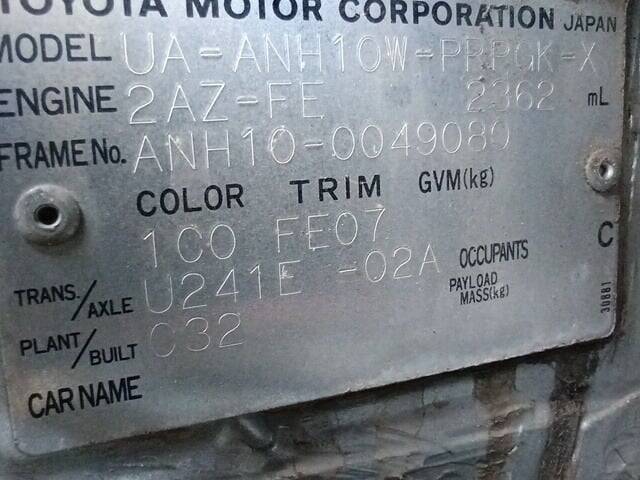 TOYOTA MOTOR CORPORATION JAPAN
MODEL UA-ANH10W-PRPGK-X
ENGINE 2AZ-FE 2362 mL
FRAME No. ANH10-0049080
COLOR TRIM GVM(kg)
1C0 FE07 C
TRANS./AXLE U241E -02A OCCUPANTS
PAYLOAD MASS(kg)
PLANT/BUILT C32
CAR NAME
30881